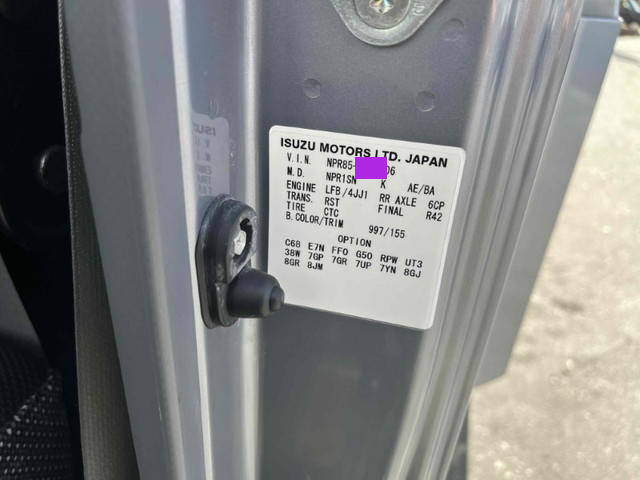 ISUZU MOTORS LTD. JAPAN
V.I.N. NPR85- 06
M.D. NPR1SN K AE/BA
ENGINE LFB/4JJ1 RR AXLE 6CP
TRANS. RST FINAL R42
TIRE CTC
B.COLOR/TRIM 997/155
OPTION
C68 E7N FF0 G50 RPW UT3
38W 7GP 7GR 7UP 7YN 8GJ
8GR 8JM